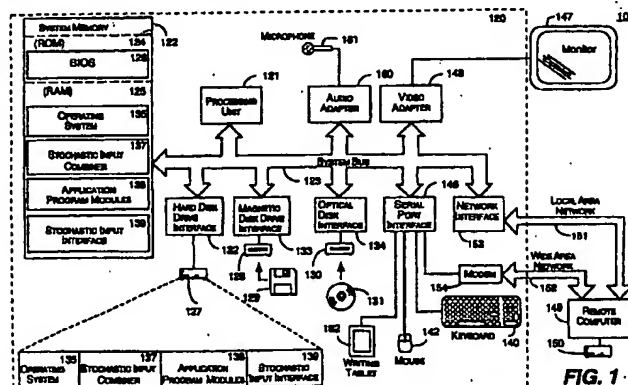 120
147
10
SYSTEM MEMORY
122
(ROM) 124
BIOS
126
(RAM) 125
OPERATING SYSTEM
135
STOCHASTIC INPUT COMBINER
137
APPLICATION PROGRAM MODULES
138
STOCHASTIC INPUT INTERFACE
139
MICROPHONE
161
PROCESSING UNIT
121
AUDIO ADAPTER
160
VIDEO ADAPTER
148
Monitor
SYSTEM BUS
123
HARD DISK DRIVE INTERFACE
132
MAGNETIC DISK DRIVE INTERFACE
133
OPTICAL DISK INTERFACE
134
SERIAL PORT INTERFACE
146
NETWORK INTERFACE
153
LOCAL AREA NETWORK
151
WIDE AREA NETWORK
152
MODEM
154
127
128
129
130
131
162
WRITING TABLET
142
MOUSE
KEYBOARD
140
149
REMOTE COMPUTER
150
135
OPERATING SYSTEM
137
STOCHASTIC INPUT COMBINER
138
APPLICATION PROGRAM MODULES
139
STOCHASTIC INPUT INTERFACE
FIG. 1